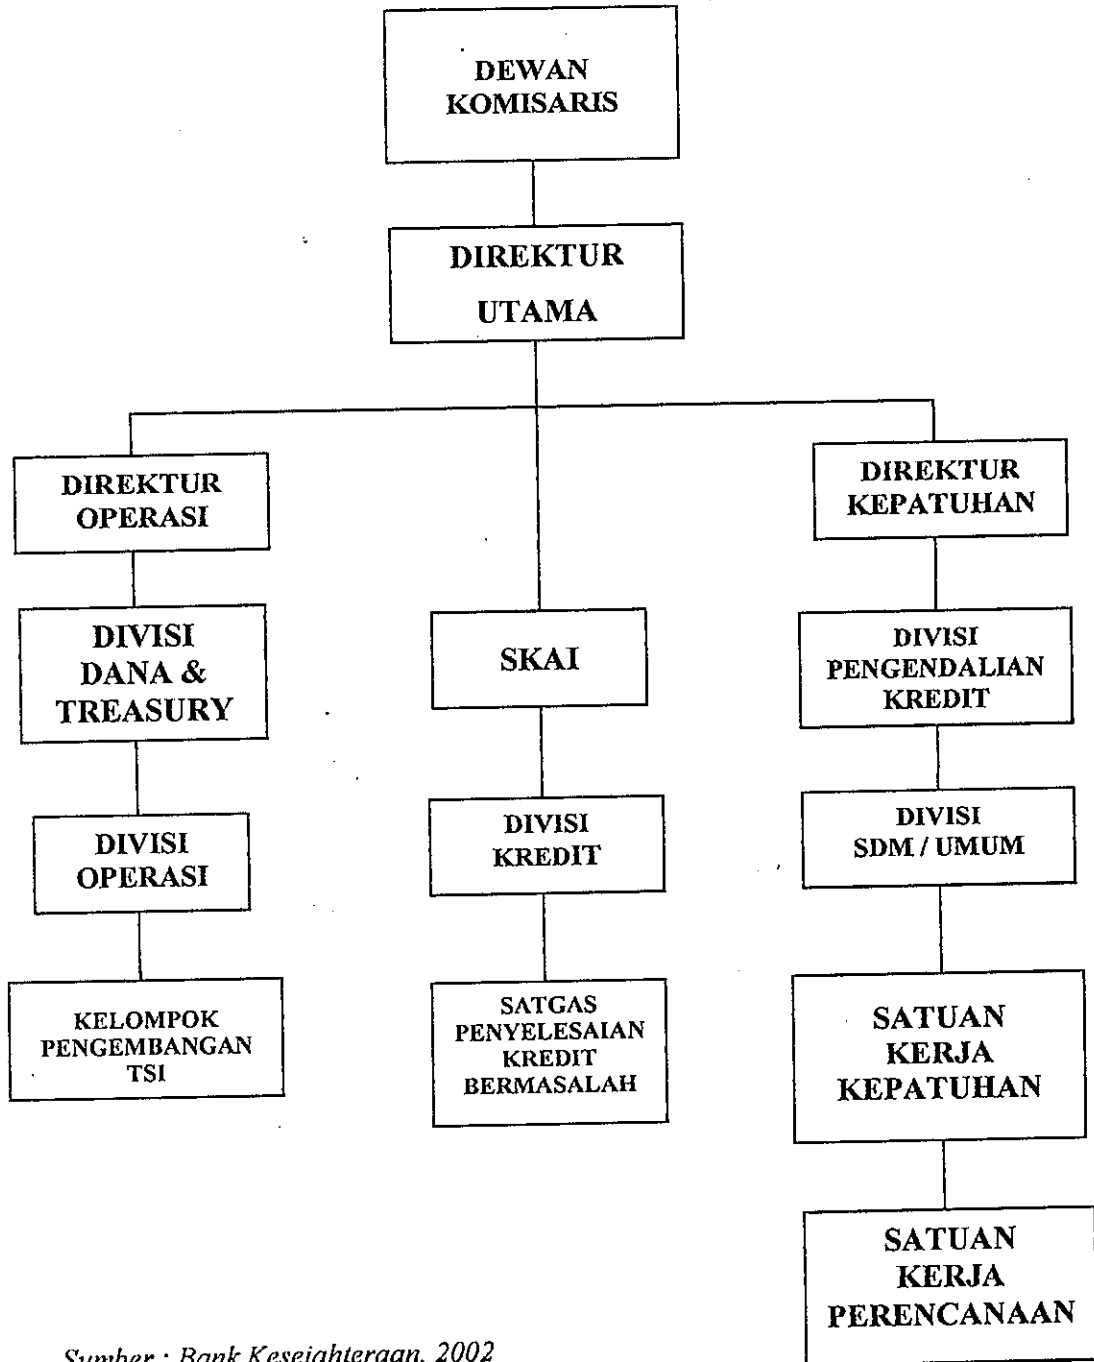 DEWAN
KOMISARIS
DIREKTUR
UTAMA
DIREKTUR
OPERASI
DIREKTUR
KEPATUHAN
DIVISI
DANA &
TREASURY
SKAI
DIVISI
PENGENDALIAN
KREDIT
DIVISI
OPERASI
DIVISI
KREDIT
DIVISI
SDM / UMUM
KELOMPOK
PENGEMBANGAN
TSI
SATGAS
PENYELESAIAN
KREDIT
BERMASALAH
SATUAN
KERJA
KEPATUHAN
SATUAN
KERJA
PERENCANAAN
Sumber : Bank Kesejahteraan, 2002